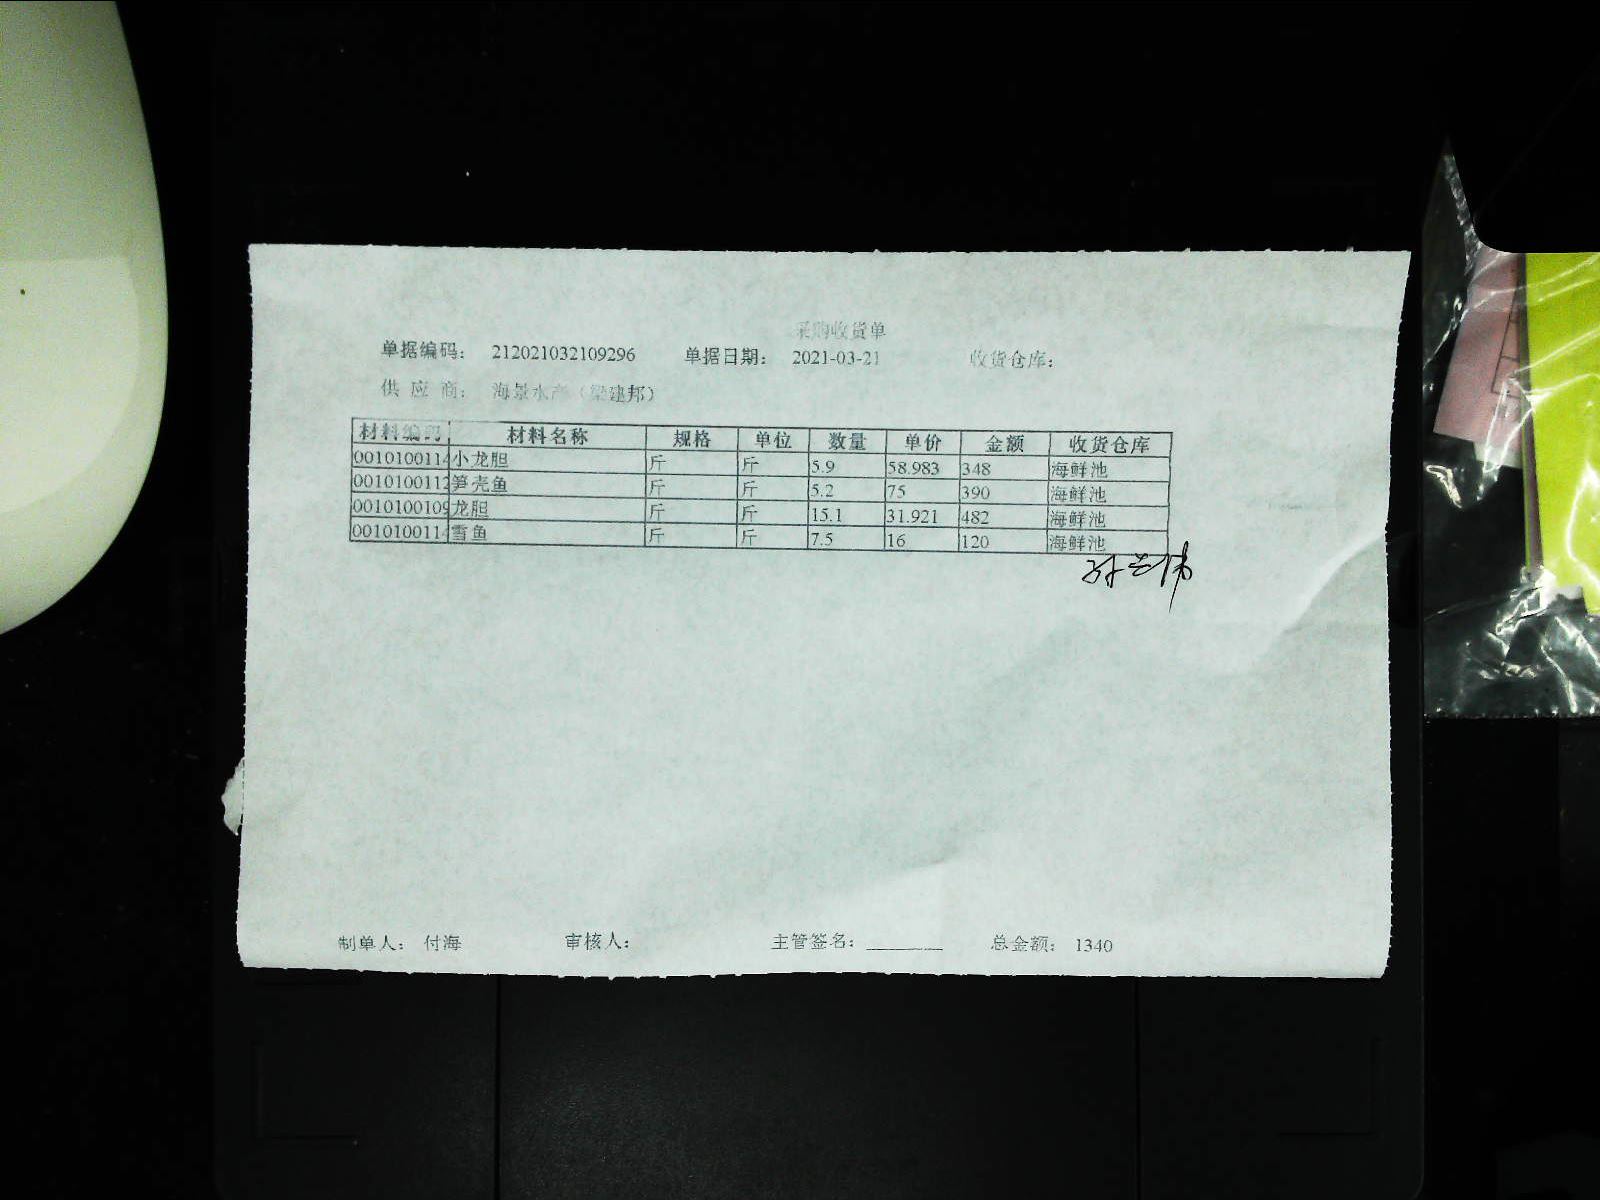 采购收货单
单据编码： 212021032109296 单据日期： 2021-03-21 收货仓库：
供 应 商： 海景水产（梁建邦）
材料编码 材料名称 规格 单位 数量 单价 金额 收货仓库
0010100114 小龙胆 斤 斤 5.9 58.983 348 海鲜池
0010100112 笋壳鱼 斤 斤 5.2 75 390 海鲜池
0010100109 龙胆 斤 斤 15.1 31.921 482 海鲜池
0010100114 雪鱼 斤 斤 7.5 16 120 海鲜池
制单人： 付海 审核人： 主管签名： 总金额： 1340